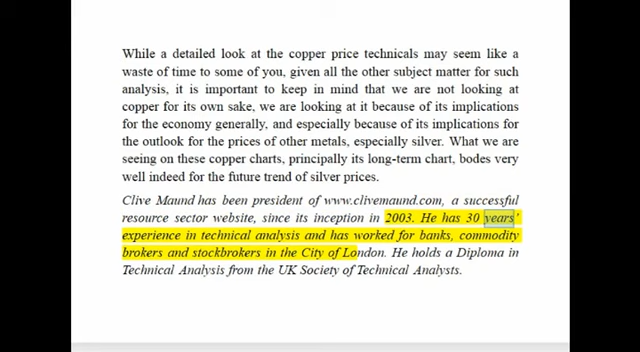 While a detailed look at the copper price technicals may seem like a
waste of time to some of you, given all the other subject matter for such
analysis, it is important to keep in mind that we are not looking at
copper for its own sake, we are looking at it because of its implications
for the economy generally, and especially because of its implications for
the outlook for the prices of other metals, especially silver. What we are
seeing on these copper charts, principally its long-term chart, bodes very
well indeed for the future trend of silver prices.
Clive Maund has been president of www.clivemaund.com, a successful
resource sector website, since its inception in 2003. He has 30 years'
experience in technical analysis and has worked for banks, commodity
brokers and stockbrokers in the City of London. He holds a Diploma in
Technical Analysis from the UK Society of Technical Analysts.